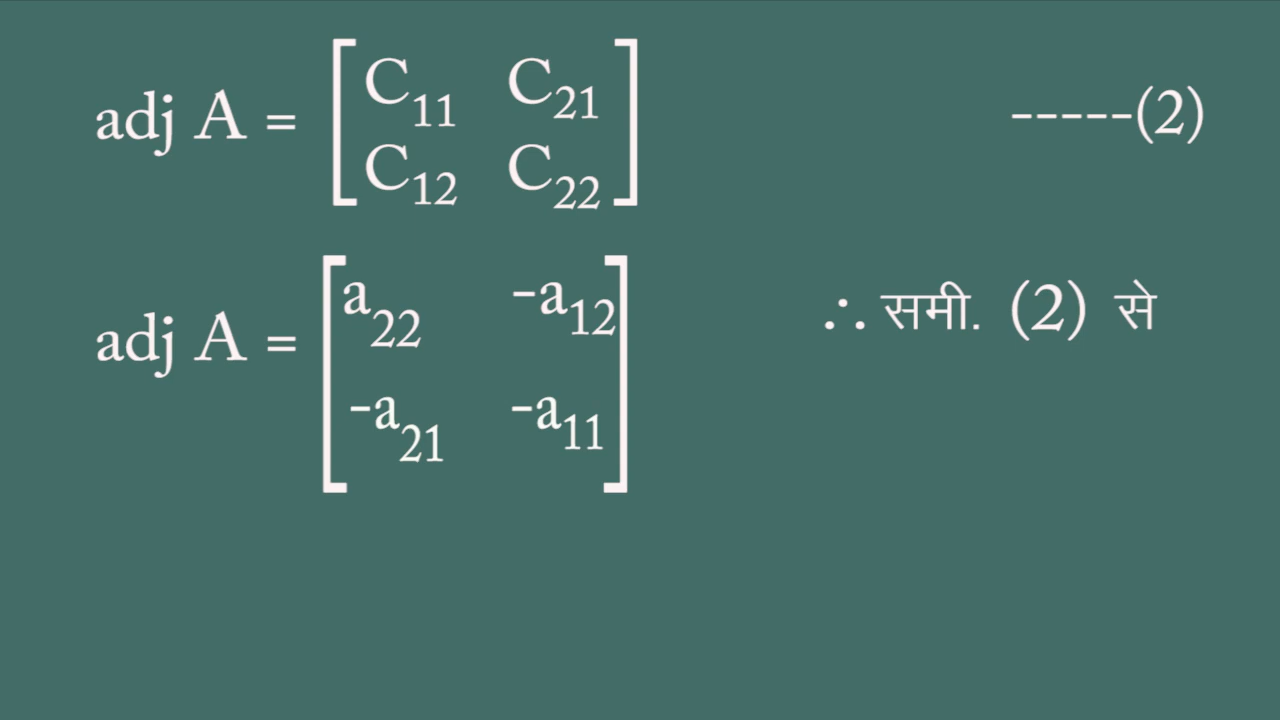 adj A = [ C₁₁ C₂₁ -----(2)
C₁₂ C₂₂ ]
adj A = [ a₂₂ -a₁₂ ∴ समी. (2) से
-a₂₁ -a₁₁ ]